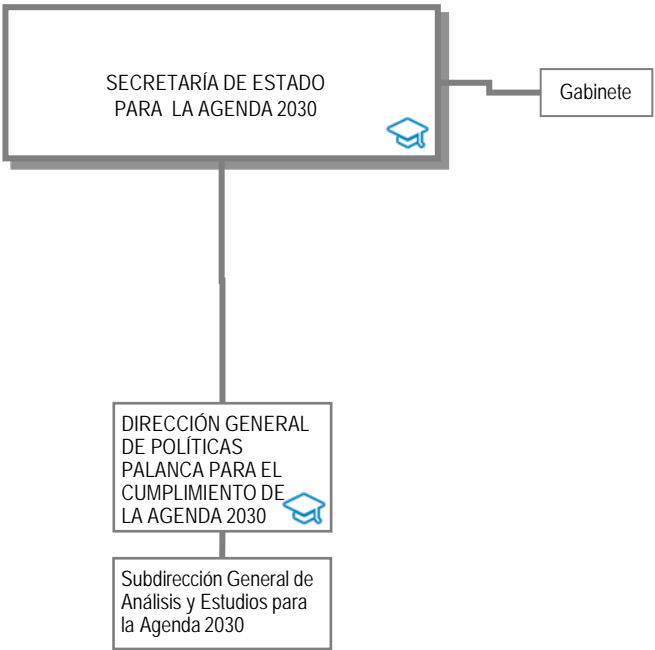 SECRETARÍA DE ESTADO
PARA LA AGENDA 2030
Gabinete
DIRECCIÓN GENERAL
DE POLÍTICAS
PALANCA PARA EL
CUMPLIMIENTO DE
LA AGENDA 2030
Subdirección General de
Análisis y Estudios para
la Agenda 2030